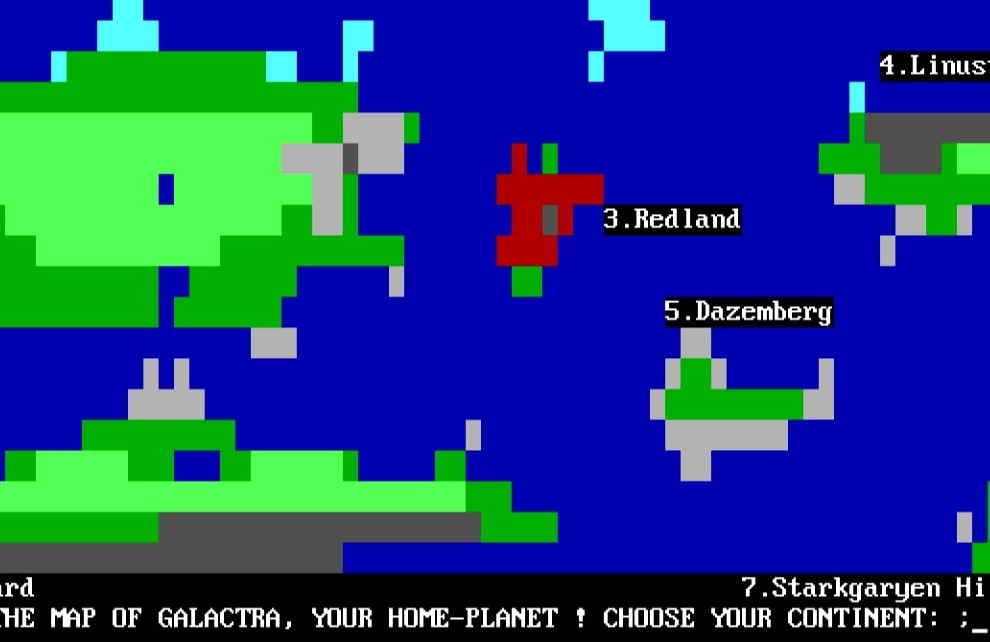 4.Linus
3.Redland
5.Dazemberg
ard 7.Starkgaryen Hi
THE MAP OF GALACTRA, YOUR HOME-PLANET ! CHOOSE YOUR CONTINENT: ;_